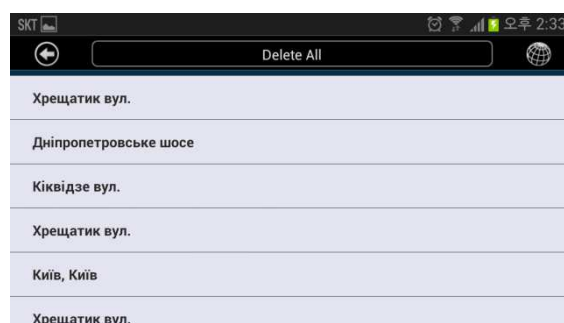 SKT 오후 2:33
Delete All
Хрещатик вул.
Дніпропетровське шосе
Кіквідзе вул.
Хрещатик вул.
Київ, Київ
Хрещатик вул.